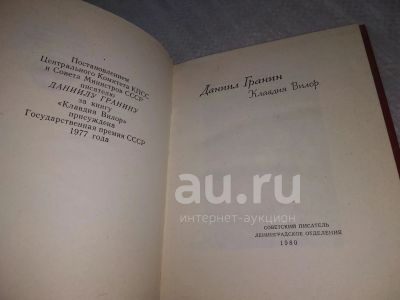 Постановлением
Центрального Комитета КПСС
и Совета Министров СССР
писателю
ДАНИИЛУ ГРАНИНУ
за книгу
«Клавдия Вилор»
присуждена
Государственная премия СССР
1977 года
Даниил Гранин
Клавдия Вилор
au.ru
интернет-аукцион
СОВЕТСКИЙ ПИСАТЕЛЬ
ЛЕНИНГРАДСКОЕ ОТДЕЛЕНИЕ
1980